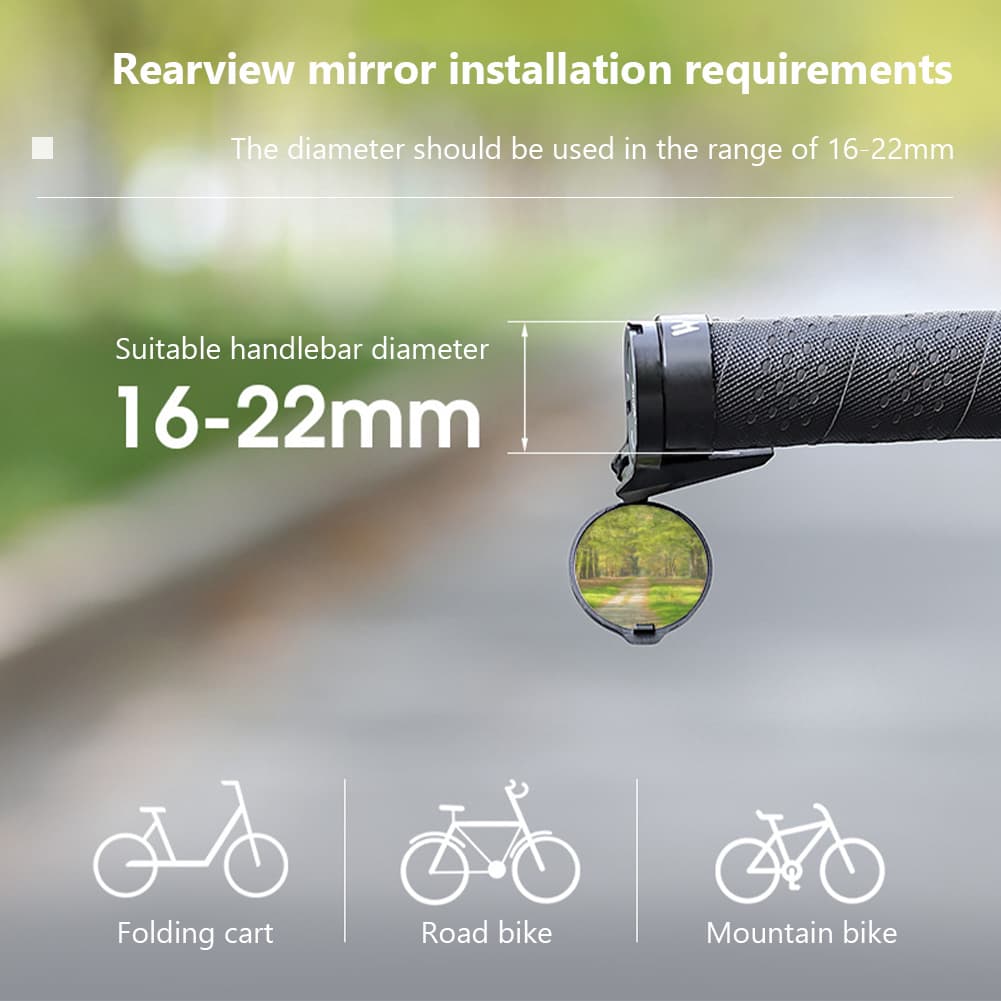 Rearview mirror installation requirements
The diameter should be used in the range of 16-22mm
Suitable handlebar diameter
16-22mm
Folding cart
Road bike
Mountain bike